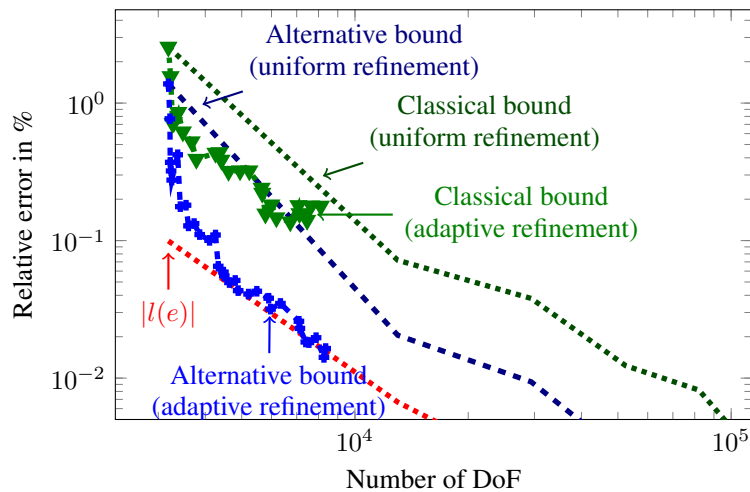 Alternative bound
(uniform refinement)
Classical bound
(uniform refinement)
Classical bound
(adaptive refinement)
|l(e)|
Alternative bound
(adaptive refinement)
10^0
10^−1
10^−2
10^4
10^5
Relative error in %
Number of DoF